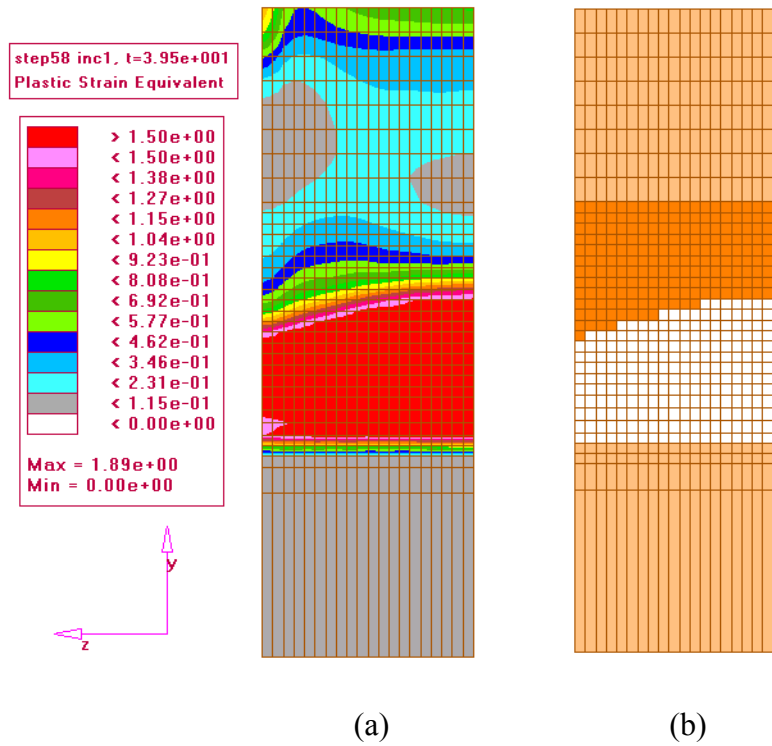 step58 inc1, t=3.95e+001
Plastic Strain Equivalent
> 1.50e+00
< 1.50e+00
< 1.38e+00
< 1.27e+00
< 1.15e+00
< 1.04e+00
< 9.23e-01
< 8.08e-01
< 6.92e-01
< 5.77e-01
< 4.62e-01
< 3.46e-01
< 2.31e-01
< 1.15e-01
< 0.00e+00
Max = 1.89e+00
Min = 0.00e+00
y
z
(a)
(b)